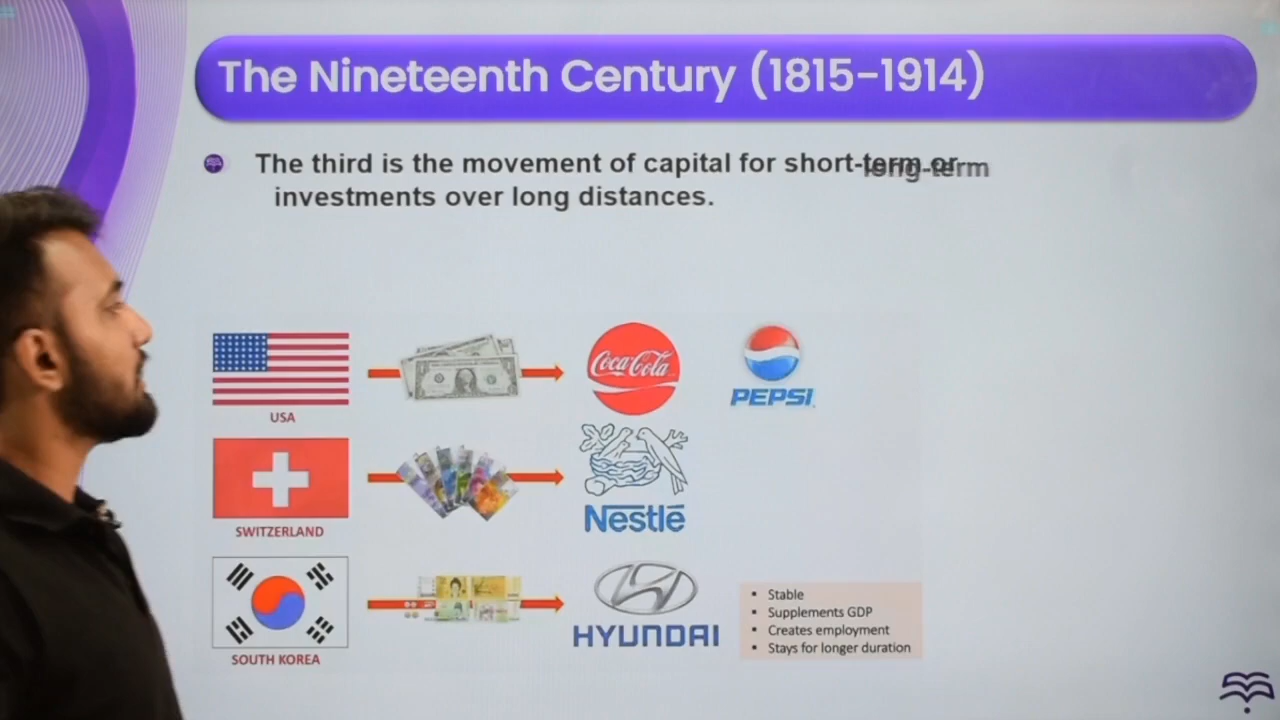 The Nineteenth Century (1815-1914)
The third is the movement of capital for short-term or long-term
investments over long distances.
Coca-Cola
PEPSI
USA
Nestlé
SWITZERLAND
HYUNDAI
SOUTH KOREA
Stable
Supplements GDP
Creates employment
Stays for longer duration